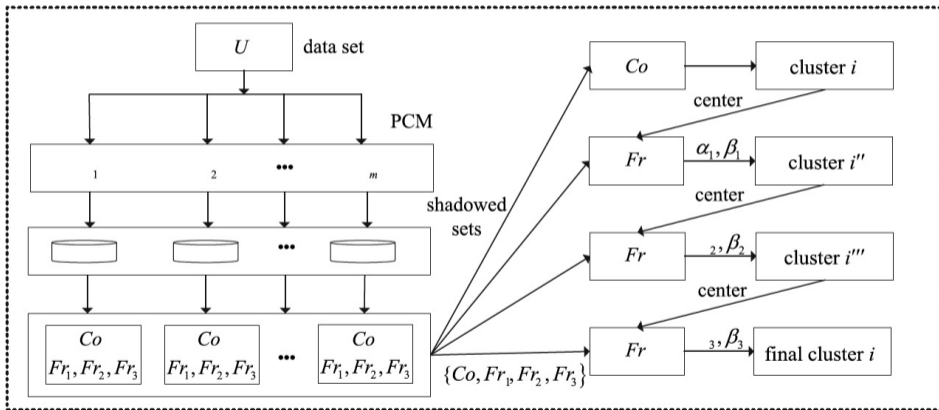 U
data set
PCM
1 2 ••• m
•••
Co Co Co
Fr₁, Fr₂, Fr₃ Fr₁, Fr₂, Fr₃ ••• Fr₁, Fr₂, Fr₃
shadowed
sets
{Co, Fr₁, Fr₂, Fr₃}
Co
cluster i
center
Fr
α₁, β₁
cluster i″
center
Fr
₂, β₂
cluster i‴
center
Fr
₃, β₃
final cluster i